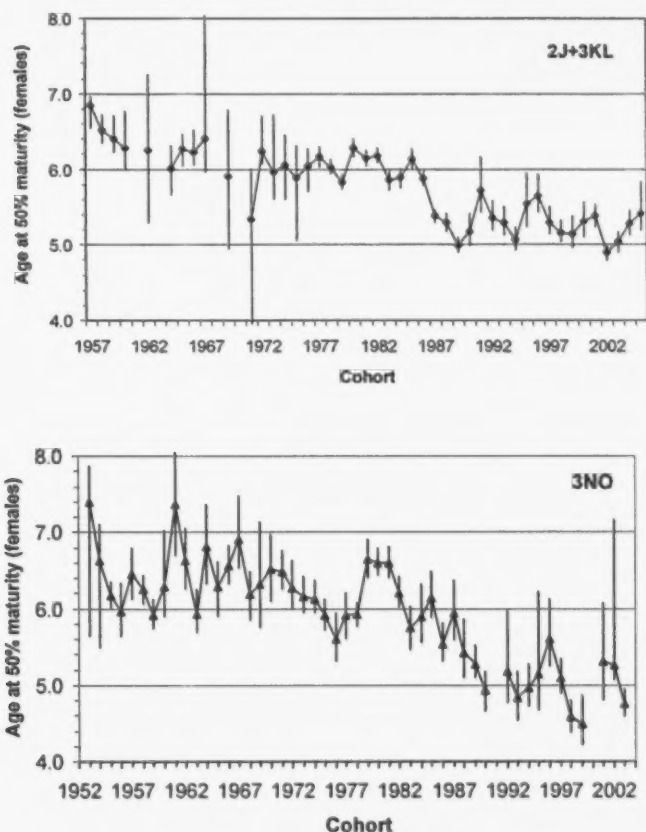 8.0
2J+3KL
7.0
6.0
5.0
4.0
Age at 50% maturity (females)
1957 1962 1967 1972 1977 1982 1987 1992 1997 2002
Cohort
8.0
3NO
7.0
6.0
5.0
4.0
Age at 50% maturity (females)
1952 1957 1962 1967 1972 1977 1982 1987 1992 1997 2002
Cohort